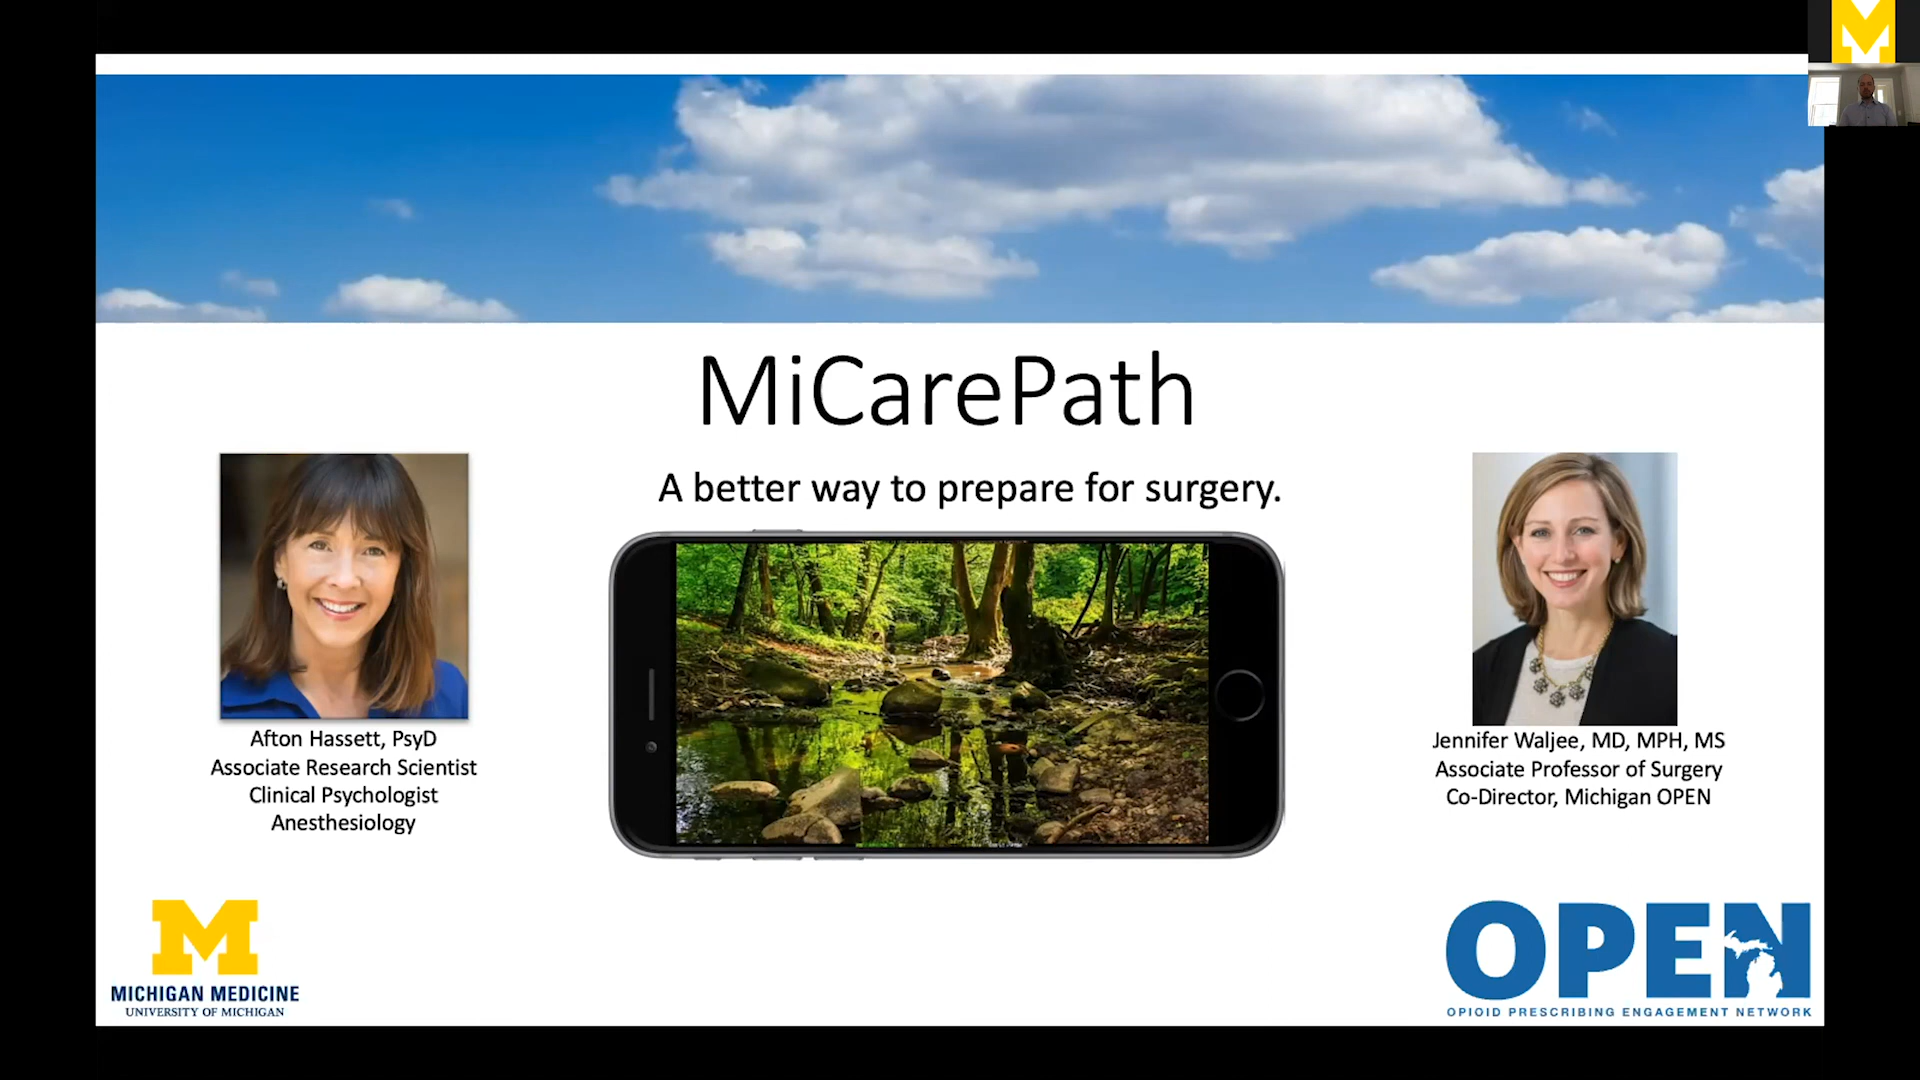 MiCarePath
A better way to prepare for surgery.
Afton Hassett, PsyD
Associate Research Scientist
Clinical Psychologist
Anesthesiology
Jennifer Waljee, MD, MPH, MS
Associate Professor of Surgery
Co-Director, Michigan OPEN
M
MICHIGAN MEDICINE
UNIVERSITY OF MICHIGAN
OPEN
OPIOID PRESCRIBING ENGAGEMENT NETWORK
M